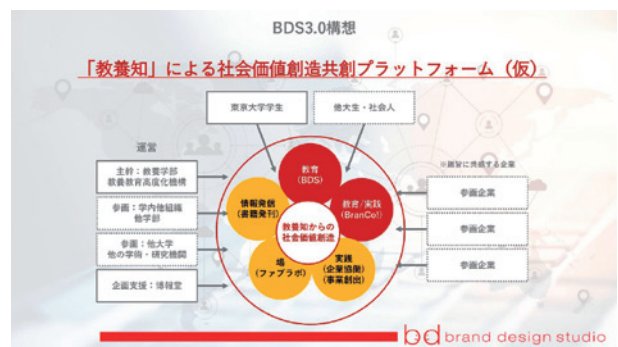 BDS3.0構想
「教養知」による社会価値創造共創プラットフォーム（仮）
東京大学学生
他大生・社会人
運営
主幹：教養学部
教養教育高度化機構
参画：学内他組織
他学部
参画：他大学
他の学術・研究機関
企画支援：博報堂
教育
(BDS)
教育/実践
(BranCo!)
情報発信
(書籍発刊)
教養知からの
社会価値創造
場
(ファブラボ)
実践
(企業協働)
(事業創出)
※趣旨に共感する企業
参画企業
参画企業
参画企業
bd brand design studio